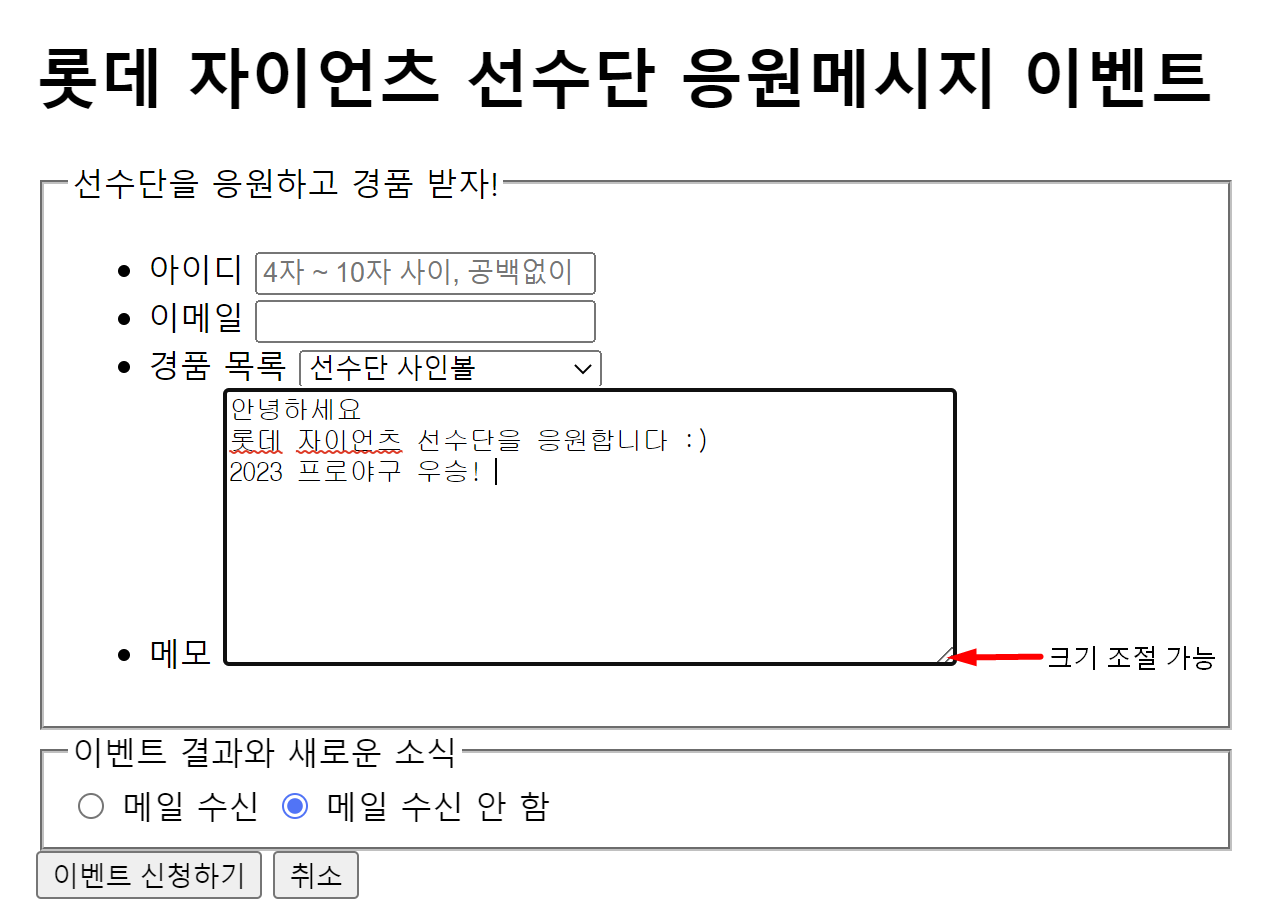 롯데 자이언츠 선수단 응원메시지 이벤트
선수단을 응원하고 경품 받자!
아이디 4자 ~ 10자 사이, 공백없이
이메일
경품 목록 선수단 사인볼
안녕하세요
롯데 자이언츠 선수단을 응원합니다 :)
2023 프로야구 우승!
메모
크기 조절 가능
이벤트 결과와 새로운 소식
메일 수신 메일 수신 안 함
이벤트 신청하기 취소